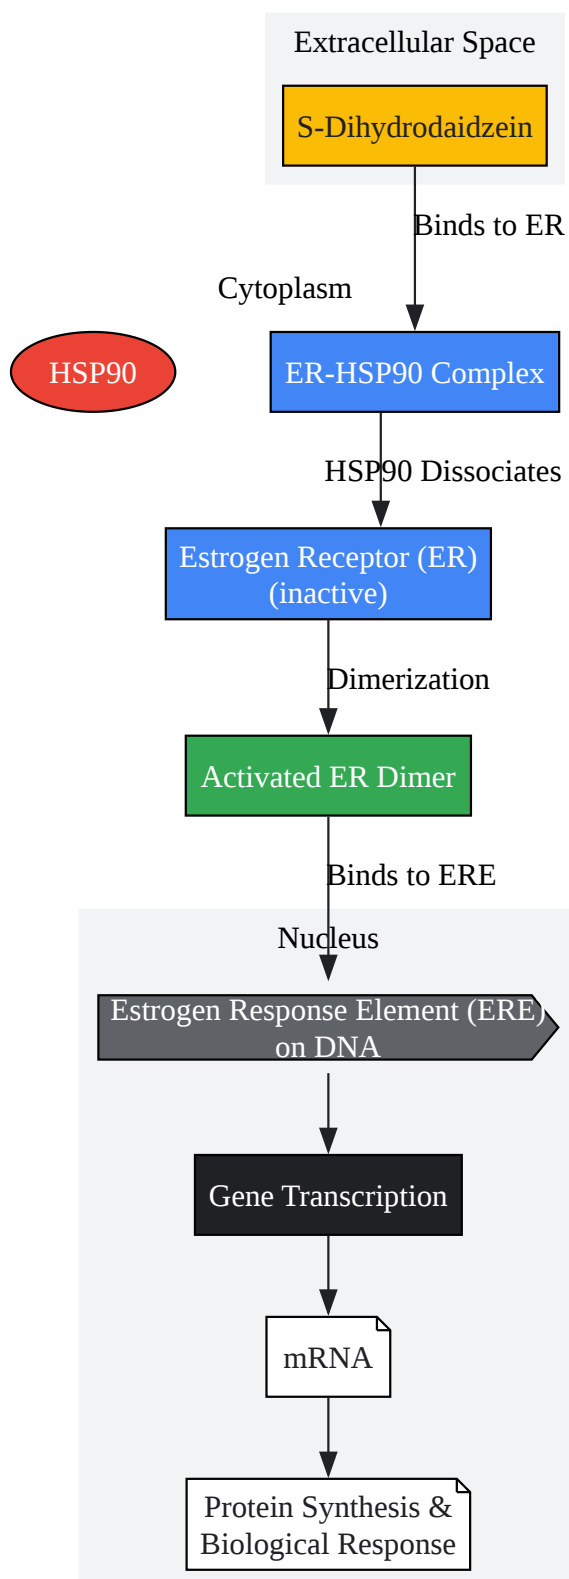 Extracellular Space
S-Dihydrodaidzein
Binds to ER
Cytoplasm
HSP90
ER-HSP90 Complex
HSP90 Dissociates
Estrogen Receptor (ER)
(inactive)
Dimerization
Activated ER Dimer
Binds to ERE
Nucleus
Estrogen Response Element (ERE)
on DNA
Gene Transcription
mRNA
Protein Synthesis &
Biological Response